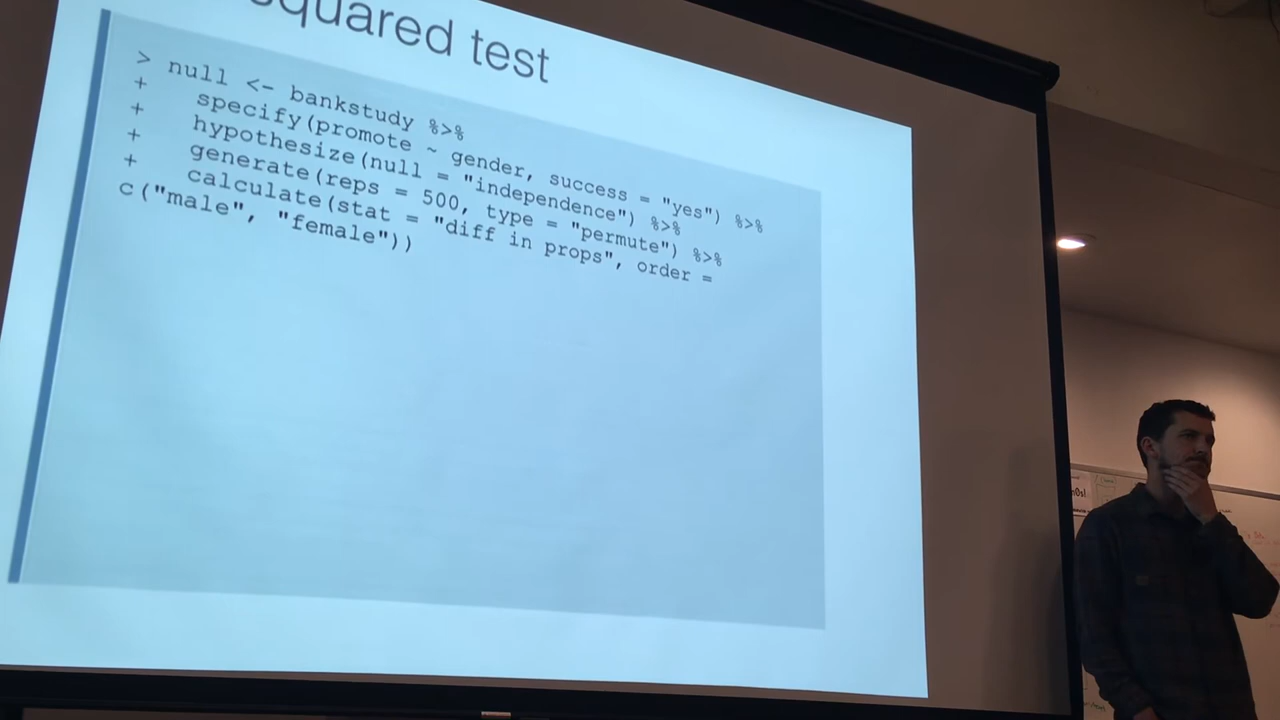 squared test
> null <- bankstudy %>%
+ specify(promote ~ gender, success = "yes") %>%
+ hypothesize(null = "independence") %>%
+ generate(reps = 500, type = "permute") %>%
+ calculate(stat = "diff in props", order =
c("male", "female"))